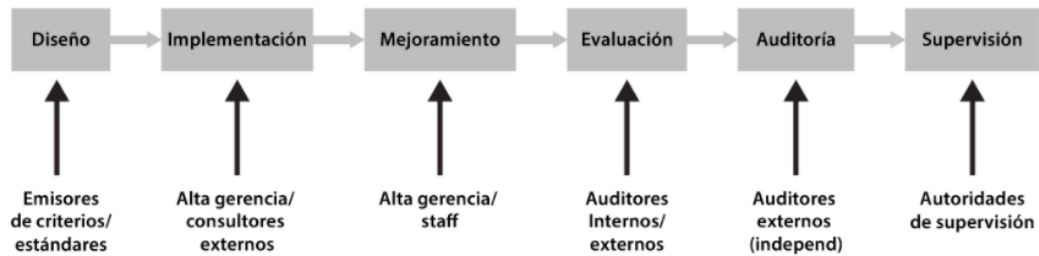 Diseño
Implementación
Mejoramiento
Evaluación
Auditoría
Supervisión
Emisores
de criterios/
estándares
Alta gerencia/
consultores
externos
Alta gerencia/
staff
Auditores
Internos/
externos
Auditores
externos
(independ)
Autoridades
de supervisión